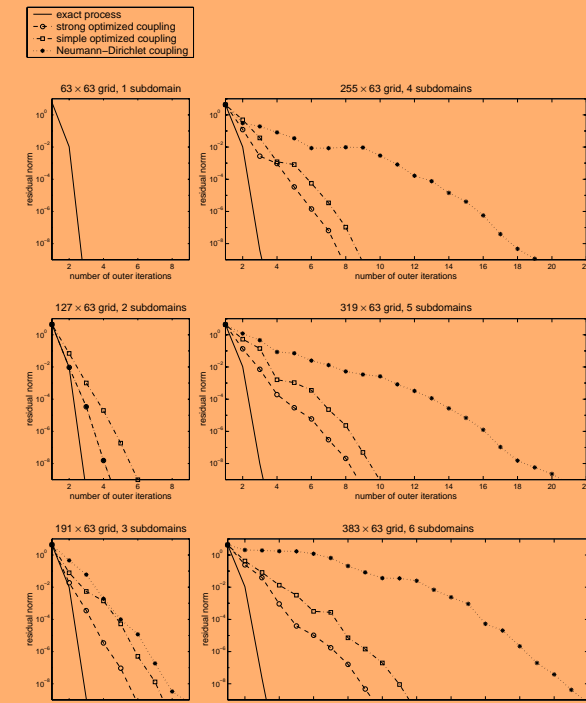 exact process
strong optimized coupling
simple optimized coupling
Neumann−Dirichlet coupling
63 × 63 grid, 1 subdomain
residual norm
10^0
10^−2
10^−4
10^−6
10^−8
2 4 6 8
number of outer iterations
255 × 63 grid, 4 subdomains
residual norm
10^0
10^−2
10^−4
10^−6
10^−8
2 4 6 8 10 12 14 16 18 20 22
number of outer iterations
127 × 63 grid, 2 subdomains
residual norm
10^0
10^−2
10^−4
10^−6
10^−8
2 4 6 8
number of outer iterations
319 × 63 grid, 5 subdomains
residual norm
10^0
10^−2
10^−4
10^−6
10^−8
2 4 6 8 10 12 14 16 18 20
number of outer iterations
191 × 63 grid, 3 subdomains
residual norm
10^0
10^−2
10^−4
10^−6
10^−8
383 × 63 grid, 6 subdomains
residual norm
10^0
10^−2
10^−4
10^−6
10^−8